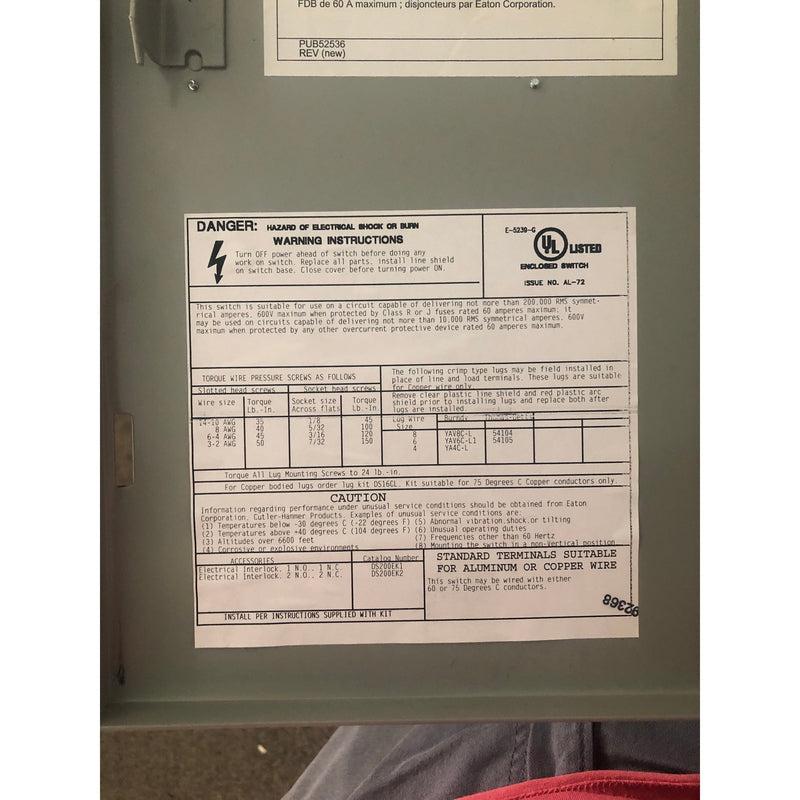 FDB de 60 A maximum ; disjoncteurs par Eaton Corporation.
PUB52536
REV (new)
DANGER: HAZARD OF ELECTRICAL SHOCK OR BURN
WARNING INSTRUCTIONS
Turn OFF power ahead of switch before doing any
work on switch. Replace all parts, install line shield
on switch base. Close cover before turning power ON.
E-5239-G
UL LISTED
ENCLOSED SWITCH
ISSUE NO. AL-72
This switch is suitable for use on a circuit capable of delivering not more than 200,000 RMS symmet-
rical amperes, 600V maximum when protected by Class R or J fuses rated 60 amperes maximum; it
may be used on circuits capable of delivering not more than 10,000 RMS symmetrical amperes, 600V
maximum when protected by any other overcurrent protective device rated 60 amperes maximum.
TORQUE WIRE PRESSURE SCREWS AS FOLLOWS
Slotted head screws Socket head screws
Wire size Torque Lb.-In. Socket size Across flats Torque Lb.-In.
14-10 AWG 35 1/8 45
8 AWG 40 5/32 100
6-4 AWG 45 3/16 120
3-2 AWG 50 7/32 150
The following crimp type lugs may be field installed in
place of line and load terminals. These lugs are suitable
for Copper wire only.
Remove clear plastic line shield and red plastic arc
shield prior to installing lugs and replace both after
lugs are installed.
Lug Wire Size Burndy Thomas-Betts
8 YAV8C-L 54104
6 YAV6C-L1 54105
4 YA4C-L
Torque All Lug Mounting Screws to 24 lb.-in.
For Copper bodied lugs order lug kit DS16CL. Kit suitable for 75 Degrees C Copper conductors only.
CAUTION
Information regarding performance under unusual service conditions should be obtained from Eaton
Corporation, Cutler-Hammer Products. Examples of unusual service conditions are:
(1) Temperatures below -30 degrees C (-22 degrees F) (5) Abnormal vibration,shock or tilting
(2) Temperatures above +40 degrees C (104 degrees F) (6) Unusual operating duties
(3) Altitudes over 6600 feet (7) Frequencies other than 60 Hertz
(4) Corrosive or explosive environments (8) Mounting the switch in a non-Vertical position
ACCESSORIES Catalog Number
Electrical Interlock, 1 N.O., 1 N.C. DS200EK1
Electrical Interlock, 2 N.O., 2 N.C. DS200EK2
INSTALL PER INSTRUCTIONS SUPPLIED WITH KIT
STANDARD TERMINALS SUITABLE
FOR ALUMINUM OR COPPER WIRE
This switch may be wired with either
60 or 75 Degrees C conductors.
92368